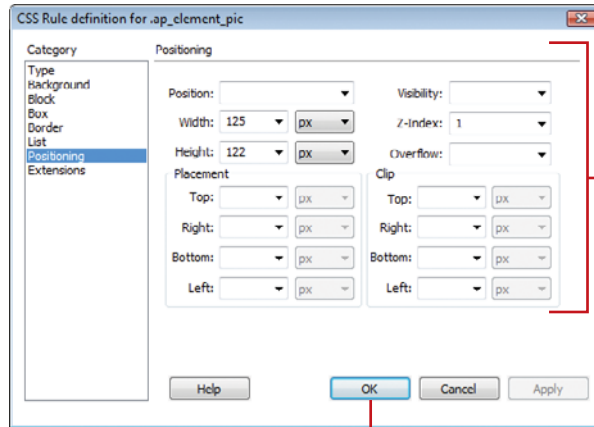 CSS Rule definition for .ap_element_pic
Category
Type
Background
Block
Box
Border
List
Positioning
Extensions
Positioning
Position:
Visibility:
Width: 125 px
Z-Index: 1
Height: 122 px
Overflow:
Placement
Clip
Top: px
Top: px
Right: px
Right: px
Bottom: px
Bottom: px
Left: px
Left: px
Help
OK
Cancel
Apply